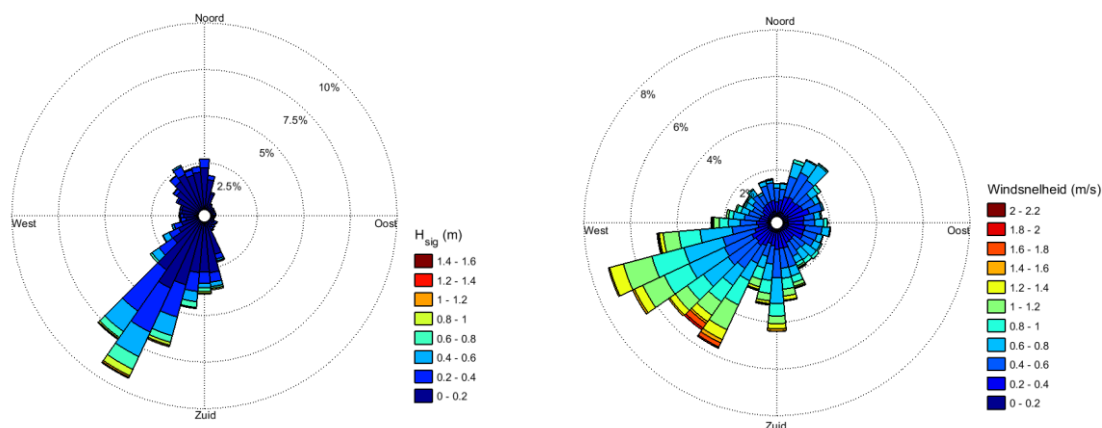 Noord
10%
7.5%
5%
2.5%
West
Oost
Zuid
H_sig (m)
1.4 - 1.6
1.2 - 1.4
1 - 1.2
0.8 - 1
0.6 - 0.8
0.4 - 0.6
0.2 - 0.4
0 - 0.2
Noord
8%
6%
4%
2%
West
Oost
Zuid
Windsnelheid (m/s)
2 - 2.2
1.8 - 2
1.6 - 1.8
1.4 - 1.6
1.2 - 1.4
1 - 1.2
0.8 - 1
0.6 - 0.8
0.4 - 0.6
0.2 - 0.4
0 - 0.2